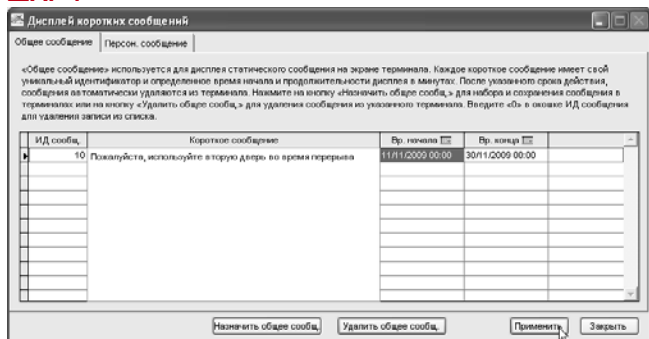 Дисплей коротких сообщений
Общее сообщение Персон. сообщение
«Общее сообщение» используется для дисплея статического сообщения на экране терминала. Каждое короткое сообщение имеет свой
уникальный идентификатор и определенное время начала и продолжительности дисплея в минутах. После указанного срока действия,
сообщения автоматически удаляются из терминала. Нажмите на кнопку «Назначить общее сообщ,» для набора и сохранения сообщения в
терминалах или на кнопку «Удалить общее сообщ,» для удаления сообщения из указанного терминала. Введите «0» в окошке ИД сообщения
для удаления записи из списка.
ИД сообщ, Короткое сообщение Вр. начала Вр. конца
10 Пожалуйста, используйте вторую дверь во время перерыва 11/11/2009 00:00 30/11/2009 00:00
Назначить общее сообщ, Удалить общее сообщ, Применить Закрыть